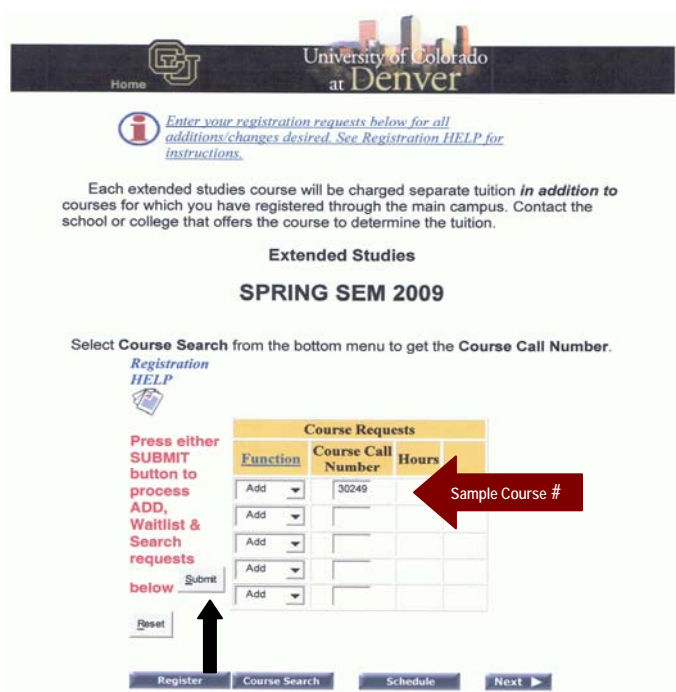 University of Colorado
at Denver
Home
Enter your registration requests below for all
additions/changes desired. See Registration HELP for
instructions.
Each extended studies course will be charged separate tuition in addition to
courses for which you have registered through the main campus. Contact the
school or college that offers the course to determine the tuition.
Extended Studies
SPRING SEM 2009
Select Course Search from the bottom menu to get the Course Call Number.
Registration
HELP
Press either
SUBMIT
button to
process
ADD,
Waitlist &
Search
requests
below
Submit
Reset
Course Requests
Function Course Call Number Hours
Add 30249
Sample Course #
Add
Add
Add
Add
Register Course Search Schedule Next